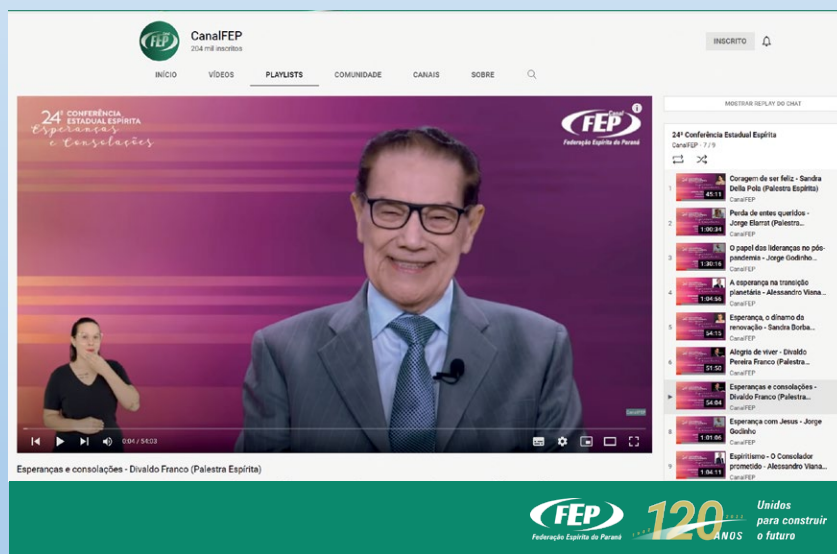 FEP
CanalFEP
204 mil inscritos
INSCRITO
INÍCIO
VÍDEOS
PLAYLISTS
COMUNIDADE
CANAIS
SOBRE
24ª CONFERÊNCIA
ESTADUAL ESPÍRITA
Esperanças
e Consolações
Canal
FEP
Federação Espírita do Paraná
CanalFEP
0:04 / 54:03
Esperanças e consolações - Divaldo Franco (Palestra Espírita)
MOSTRAR REPLAY DO CHAT
24ª Conferência Estadual Espírita
CanalFEP - 7 / 9
1
45:11
Coragem de ser feliz - Sandra
Della Pola (Palestra Espírita)
CanalFEP
2
1:00:34
Perda de entes queridos -
Jorge Elarrat (Palestra...
CanalFEP
3
1:30:16
O papel das lideranças no pós-
pandemia - Jorge Godinho...
CanalFEP
4
1:04:56
A esperança na transição
planetária - Alessandro Viana...
CanalFEP
5
54:15
Esperança, o dínamo da
renovação - Sandra Borba...
CanalFEP
6
51:50
Alegria de viver - Divaldo
Pereira Franco (Palestra...
CanalFEP
54:04
Esperanças e consolações -
Divaldo Franco (Palestra...
CanalFEP
8
1:01:06
Esperança com Jesus - Jorge
Godinho
CanalFEP
9
1:04:11
Espiritismo - O Consolador
prometido - Alessandro Viana...
CanalFEP
FEP
Federação Espírita do Paraná
120
ANOS
Unidos
para construir
o futuro